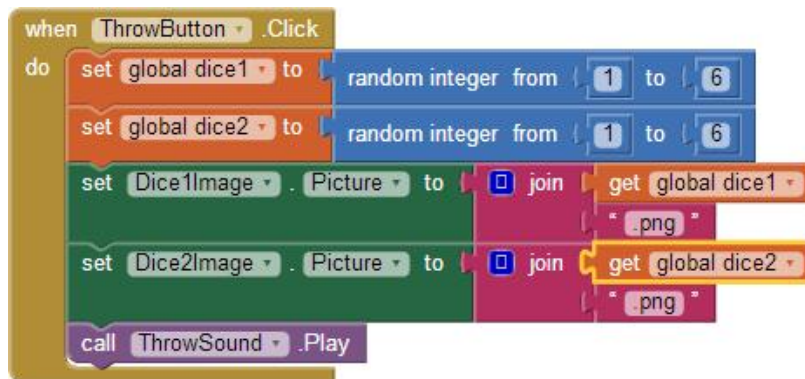 when ThrowButton .Click
do set global dice1 to random integer from 1 to 6
set global dice2 to random integer from 1 to 6
set Dice1Image . Picture to join get global dice1
" .png "
set Dice2Image . Picture to join get global dice2
" .png "
call ThrowSound .Play